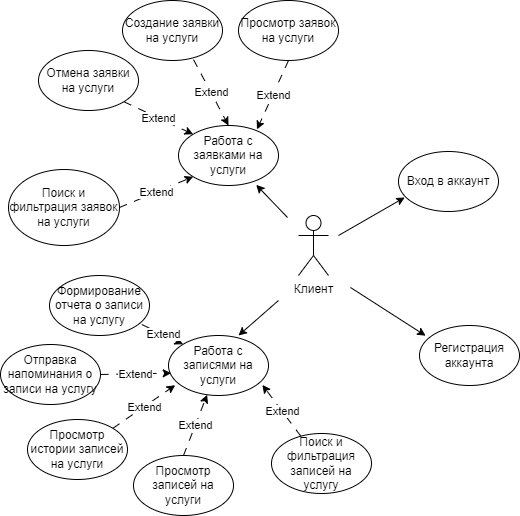 Создание заявки
на услуги
Просмотр заявок
на услуги
Отмена заявки
на услуги
Extend
Extend
Extend
Работа с
заявками на
услуги
Поиск и
фильтрация заявок
на услуги
Extend
Вход в аккаунт
Клиент
Формирование
отчета о записи
на услугу
Extend
Работа с
записями на
услуги
Регистрация
аккаунта
Отправка
напоминания о
записи на услугу
Extend
Просмотр
истории записей
на услуги
Extend
Extend
Extend
Просмотр
записей на
услуги
Поиск и
фильтрация
записей на
услугу